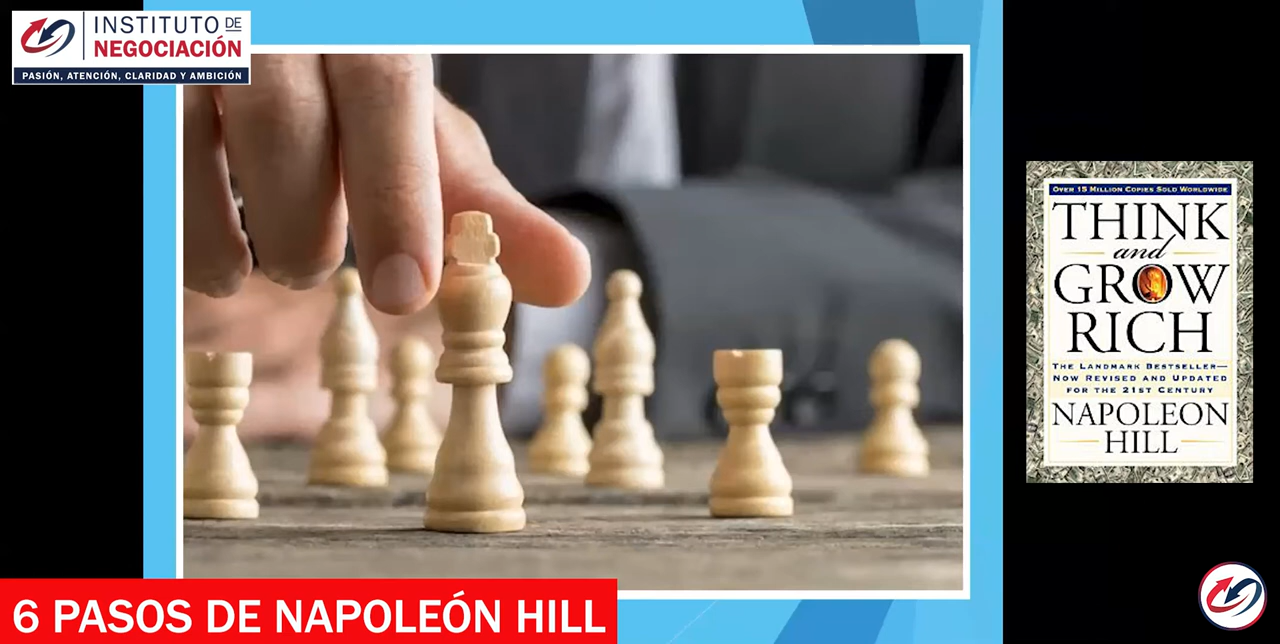 INSTITUTO DE
NEGOCIACIÓN
PASIÓN, ATENCIÓN, CLARIDAD Y AMBICIÓN
OVER 15 MILLION COPIES SOLD WORLDWIDE
THINK
and
GROW
RICH
THE LANDMARK BESTSELLER—
NOW REVISED AND UPDATED
FOR THE 21ST CENTURY
NAPOLEON
HILL
6 PASOS DE NAPOLEÓN HILL